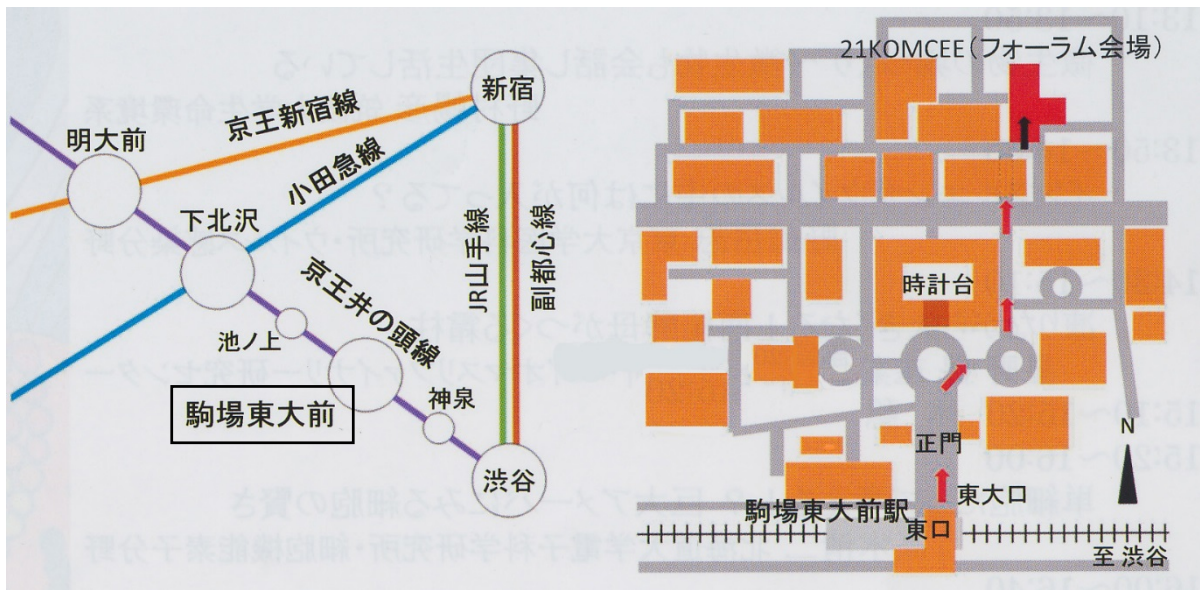 新宿
京王新宿線
明大前
小田急線
下北沢
JR山手線
副都心線
京王井の頭線
池ノ上
駒場東大前
神泉
渋谷
21KOMCEE(フォーラム会場)
時計台
正門
N
東大口
駒場東大前駅
東口
至 渋谷